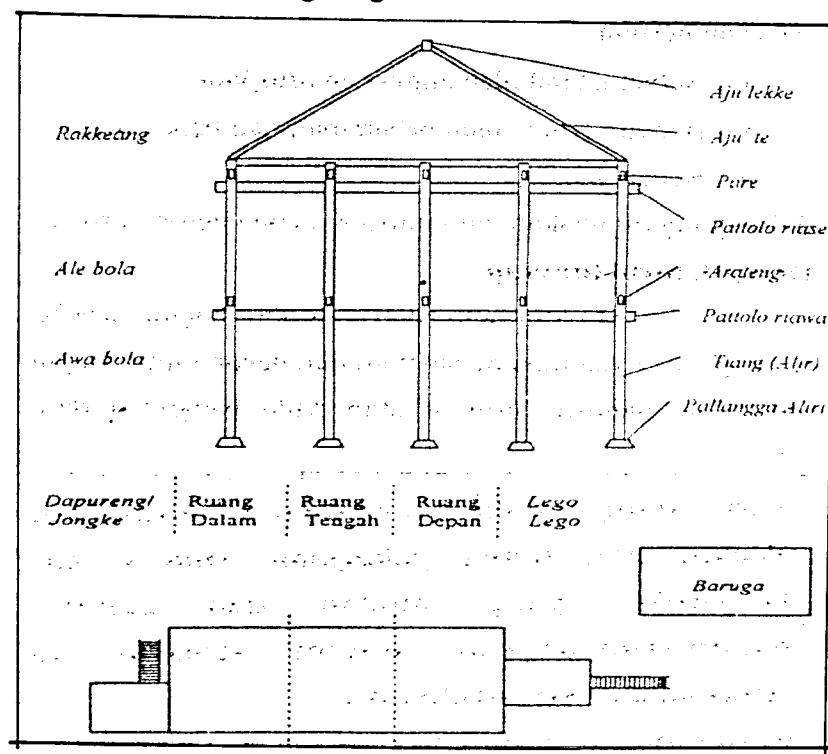 Aju' lekke
Rakkeang
Aju' te
Pare
Pattolo riase
Ale bola
Arateng
Pattolo riawa
Awa bola
Tiang (Alir)
Pallangga Aliri
Dapureng/
Jongke
Ruang
Dalam
Ruang
Tengah
Ruang
Depan
Lego
Lego
Baruga